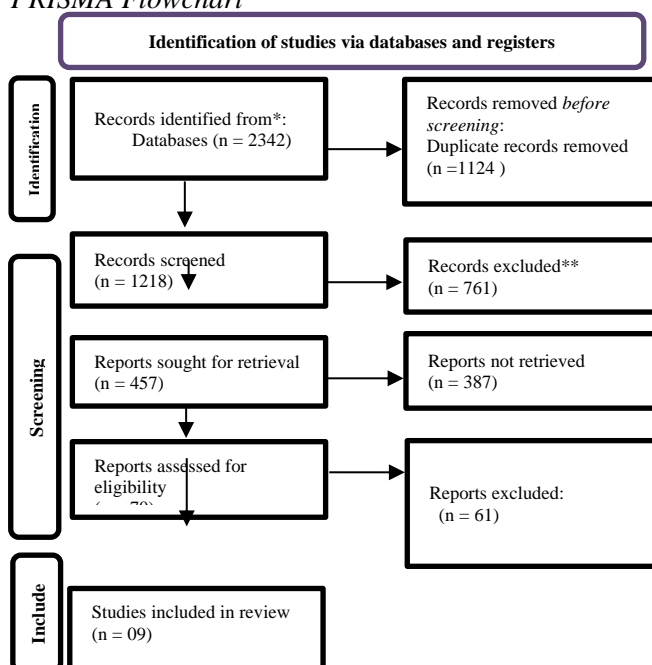 PRISMA Flowchart
Identification of studies via databases and registers
Identification
Records identified from*:
Databases (n = 2342)
Records removed before
screening:
Duplicate records removed
(n =1124 )
Screening
Records screened
(n = 1218)
Records excluded**
(n = 761)
Reports sought for retrieval
(n = 457)
Reports not retrieved
(n = 387)
Reports assessed for
eligibility
Reports excluded:
(n = 61)
Include
Studies included in review
(n = 09)